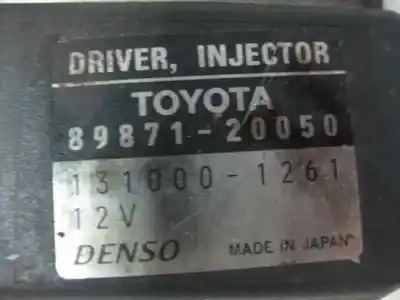 DRIVER, INJECTOR
TOYOTA
89871-20050
131000-1261
12V
DENSO MADE IN JAPAN